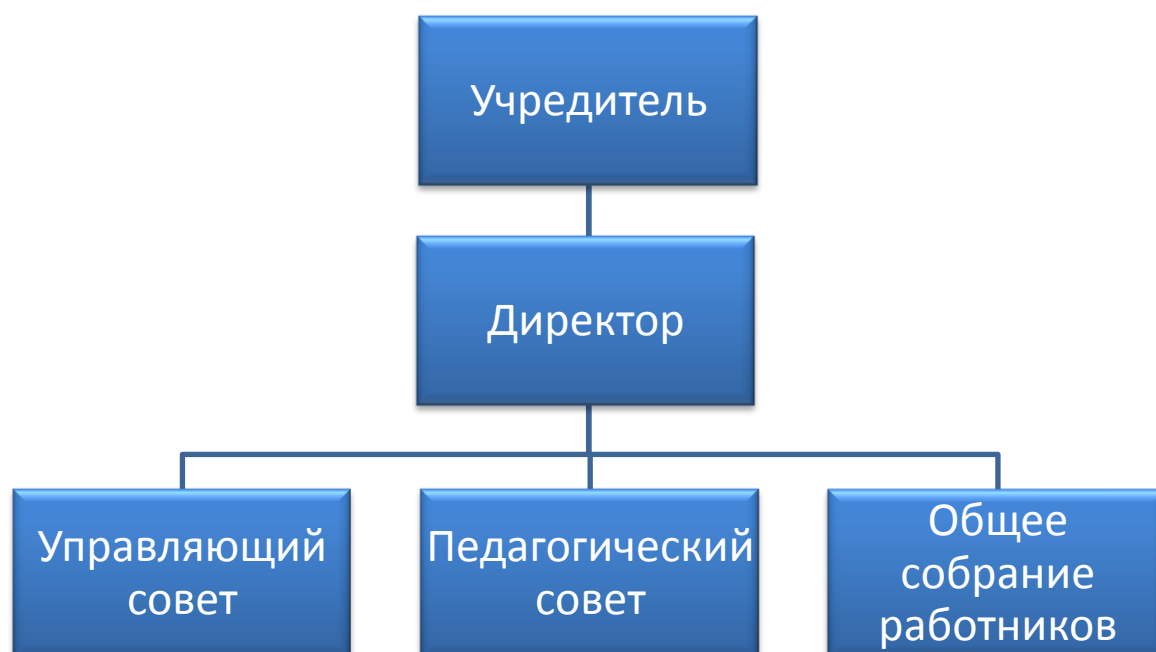 Учредитель
Директор
Управляющий
совет
Педагогический
совет
Общее
собрание
работников